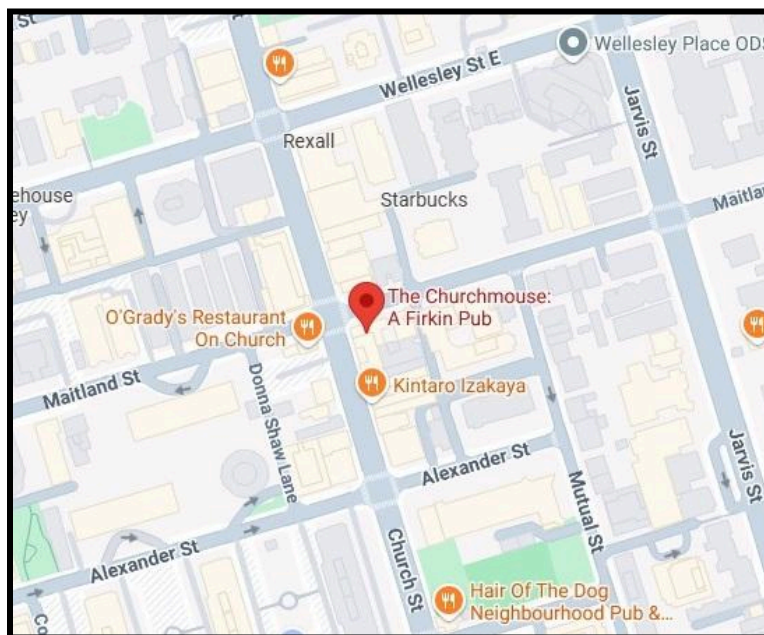 St
Wellesley St E
Wellesley Place ODS
Rexall
Jarvis St
Starbucks
Maitland
ehouse
ey
The Churchmouse:
A Firkin Pub
O'Grady's Restaurant
On Church
Maitland St
Donna Shaw Lane
Kintaro Izakaya
Alexander St
Jarvis St
Mutual St
Alexander St
Church St
Hair Of The Dog
Neighbourhood Pub &...
Co